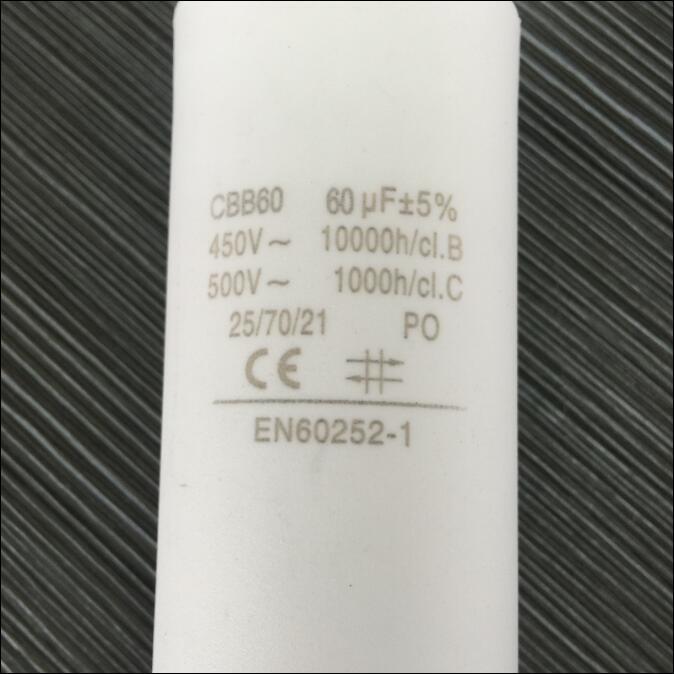 CBB60 60 µF±5%
450V~ 10000h/cl.B
500V~ 1000h/cl.C
25/70/21 PO
CE
EN60252-1